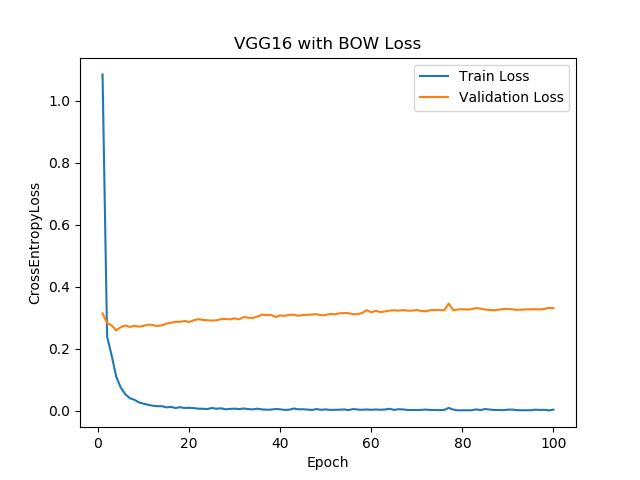 VGG16 with BOW Loss
Train Loss
Validation Loss
1.0
0.8
0.6
0.4
0.2
0.0
CrossEntropyLoss
0
20
40
60
80
100
Epoch